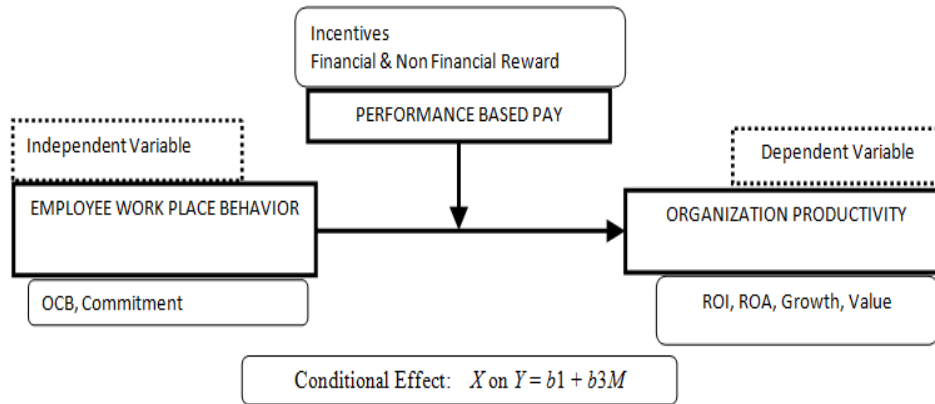 Incentives
Financial & Non Financial Reward
PERFORMANCE BASED PAY
Independent Variable
Dependent Variable
EMPLOYEE WORK PLACE BEHAVIOR
ORGANIZATION PRODUCTIVITY
OCB, Commitment
ROI, ROA, Growth, Value
Conditional Effect: X on Y = b1 + b3M